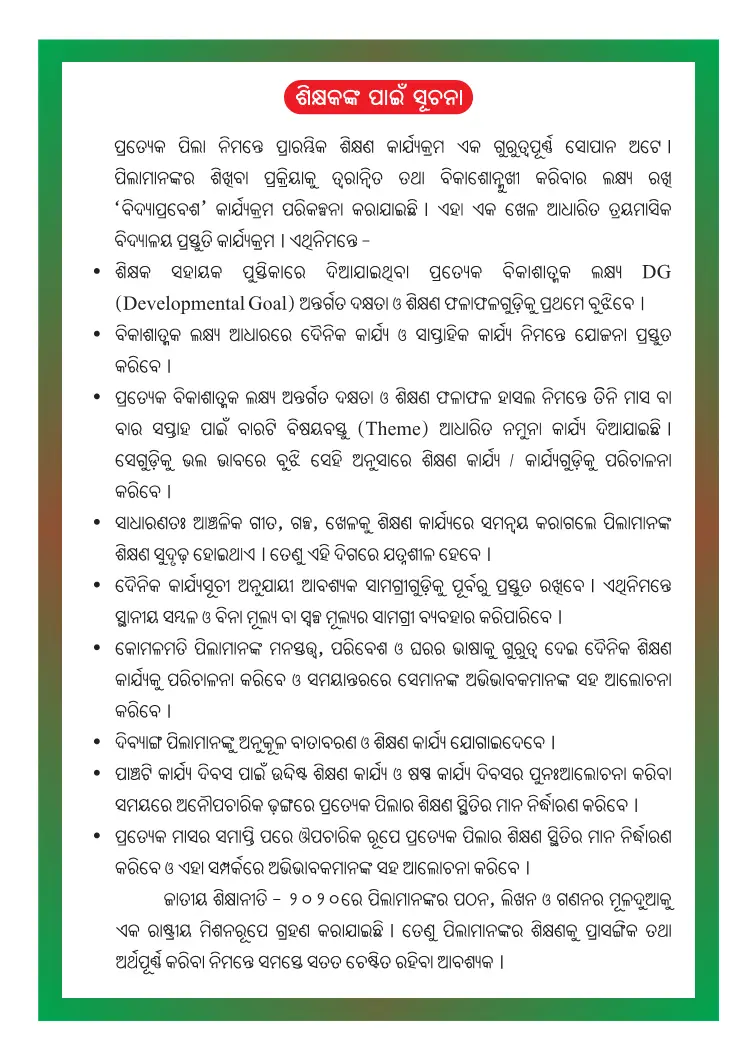 ଶିକ୍ଷକଙ୍କ ପାଇଁ ସୂଚନା
ପ୍ରତ୍ୟେକ ପିଲା ନିମନ୍ତେ ପ୍ରାରମ୍ଭିକ ଶିକ୍ଷଣ କାର୍ଯ୍ୟକ୍ରମ ଏକ ଗୁରୁତ୍ୱପୂର୍ଣ୍ଣ ସୋପାନ ଅଟେ ।
ପିଲାମାନଙ୍କର ଶିଖିବା ପ୍ରକ୍ରିୟାକୁ ତ୍ୱରାନ୍ୱିତ ତଥା ବିକାଶୋନ୍ମୁଖୀ କରିବାର ଲକ୍ଷ୍ୟ ରଖି
‘ବିଦ୍ୟାପ୍ରବେଶ’ କାର୍ଯ୍ୟକ୍ରମ ପରିକଳ୍ପନା କରାଯାଇଛି । ଏହା ଏକ ଖେଳ ଆଧାରିତ ତ୍ରୟମାସିକ
ବିଦ୍ୟାଳୟ ପ୍ରସ୍ତୁତି କାର୍ଯ୍ୟକ୍ରମ । ଏଥିନିମନ୍ତେ -
• ଶିକ୍ଷକ ସହାୟକ ପୁସ୍ତିକାରେ ଦିଆଯାଇଥିବା ପ୍ରତ୍ୟେକ ବିକାଶାତ୍ମକ ଲକ୍ଷ୍ୟ DG
(Developmental Goal) ଅନ୍ତର୍ଗତ ଦକ୍ଷତା ଓ ଶିକ୍ଷଣ ଫଳାଫଳଗୁଡ଼ିକୁ ପ୍ରଥମେ ବୁଝିବେ ।
• ବିକାଶାତ୍ମକ ଲକ୍ଷ୍ୟ ଆଧାରରେ ଦୈନିକ କାର୍ଯ୍ୟ ଓ ସାପ୍ତାହିକ କାର୍ଯ୍ୟ ନିମନ୍ତେ ଯୋଜନା ପ୍ରସ୍ତୁତ
କରିବେ ।
• ପ୍ରତ୍ୟେକ ବିକାଶାତ୍ମକ ଲକ୍ଷ୍ୟ ଅନ୍ତର୍ଗତ ଦକ୍ଷତା ଓ ଶିକ୍ଷଣ ଫଳାଫଳ ହାସଲ ନିମନ୍ତେ ତିନି ମାସ ବା
ବାର ସପ୍ତାହ ପାଇଁ ବାରଟି ବିଷୟବସ୍ତୁ (Theme) ଆଧାରିତ ନମୁନା କାର୍ଯ୍ୟ ଦିଆଯାଇଛି ।
ସେଗୁଡ଼ିକୁ ଭଲ ଭାବରେ ବୁଝି ସେହି ଅନୁସାରେ ଶିକ୍ଷଣ କାର୍ଯ୍ୟ / କାର୍ଯ୍ୟଗୁଡ଼ିକୁ ପରିଚାଳନା
କରିବେ ।
• ସାଧାରଣତଃ ଆଞ୍ଚଳିକ ଗୀତ, ଗଳ୍ପ, ଖେଳକୁ ଶିକ୍ଷଣ କାର୍ଯ୍ୟରେ ସମନ୍ୱୟ କରାଗଲେ ପିଲାମାନଙ୍କ
ଶିକ୍ଷଣ ସୁଦୃଢ଼ ହୋଇଥାଏ । ତେଣୁ ଏହି ଦିଗରେ ଯତ୍ନଶୀଳ ହେବେ ।
• ଦୈନିକ କାର୍ଯ୍ୟସୂଚୀ ଅନୁଯାୟୀ ଆବଶ୍ୟକ ସାମଗ୍ରୀଗୁଡ଼ିକୁ ପୂର୍ବରୁ ପ୍ରସ୍ତୁତ ରଖିବେ । ଏଥିନିମନ୍ତେ
ସ୍ଥାନୀୟ ସମ୍ବଳ ଓ ବିନା ମୂଲ୍ୟ ବା ସ୍ୱଳ୍ପ ମୂଲ୍ୟର ସାମଗ୍ରୀ ବ୍ୟବହାର କରିପାରିବେ ।
• କୋମଳମତି ପିଲାମାନଙ୍କ ମନସ୍ତତ୍ତ୍ୱ, ପରିବେଶ ଓ ଘରର ଭାଷାକୁ ଗୁରୁତ୍ୱ ଦେଇ ଦୈନିକ ଶିକ୍ଷଣ
କାର୍ଯ୍ୟକୁ ପରିଚାଳନା କରିବେ ଓ ସମୟାନ୍ତରରେ ସେମାନଙ୍କ ଅଭିଭାବକମାନଙ୍କ ସହ ଆଲୋଚନା
କରିବେ ।
• ଦିବ୍ୟାଙ୍ଗ ପିଲାମାନଙ୍କୁ ଅନୁକୂଳ ବାତାବରଣ ଓ ଶିକ୍ଷଣ କାର୍ଯ୍ୟ ଯୋଗାଇଦେବେ ।
• ପାଞ୍ଚଟି କାର୍ଯ୍ୟ ଦିବସ ପାଇଁ ଉଦ୍ଦିଷ୍ଟ ଶିକ୍ଷଣ କାର୍ଯ୍ୟ ଓ ଷଷ୍ଠ କାର୍ଯ୍ୟ ଦିବସର ପୁନଃଆଲୋଚନା କରିବା
ସମୟରେ ଅନୌପଚାରିକ ଢ଼ଙ୍ଗରେ ପ୍ରତ୍ୟେକ ପିଲାର ଶିକ୍ଷଣ ସ୍ଥିତିର ମାନ ନିର୍ଦ୍ଧାରଣ କରିବେ ।
• ପ୍ରତ୍ୟେକ ମାସର ସମାପ୍ତି ପରେ ଔପଚାରିକ ରୂପେ ପ୍ରତ୍ୟେକ ପିଲାର ଶିକ୍ଷଣ ସ୍ଥିତିର ମାନ ନିର୍ଦ୍ଧାରଣ
କରିବେ ଓ ଏହା ସମ୍ପର୍କରେ ଅଭିଭାବକମାନଙ୍କ ସହ ଆଲୋଚନା କରିବେ ।
ଜାତୀୟ ଶିକ୍ଷାନୀତି - ୨୦୨୦ରେ ପିଲାମାନଙ୍କର ପଠନ, ଲିଖନ ଓ ଗଣନର ମୂଳଦୁଆକୁ
ଏକ ରାଷ୍ଟ୍ରୀୟ ମିଶନରୂପେ ଗ୍ରହଣ କରାଯାଇଛି । ତେଣୁ ପିଲାମାନଙ୍କର ଶିକ୍ଷଣକୁ ପ୍ରାସଙ୍ଗିକ ତଥା
ଅର୍ଥପୂର୍ଣ୍ଣ କରିବା ନିମନ୍ତେ ସମସ୍ତେ ସତତ ଚେଷ୍ଟିତ ରହିବା ଆବଶ୍ୟକ ।